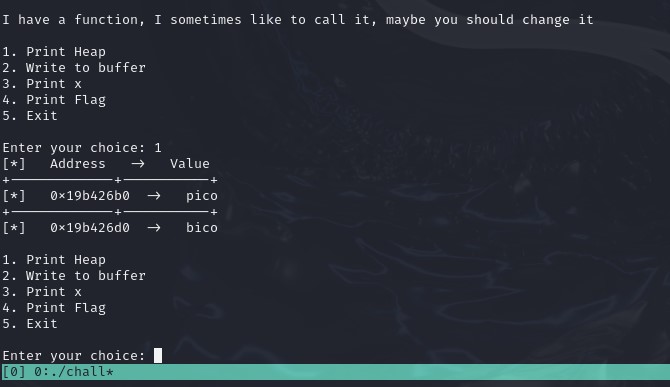 I have a function, I sometimes like to call it, maybe you should change it
1. Print Heap
2. Write to buffer
3. Print x
4. Print Flag
5. Exit
Enter your choice: 1
[*]   Address   →   Value
+-------------+-----------+
[*]   0x19b426b0  →   pico
+-------------+-----------+
[*]   0x19b426d0  →   bico
1. Print Heap
2. Write to buffer
3. Print x
4. Print Flag
5. Exit
Enter your choice:
[0] 0:./chall*